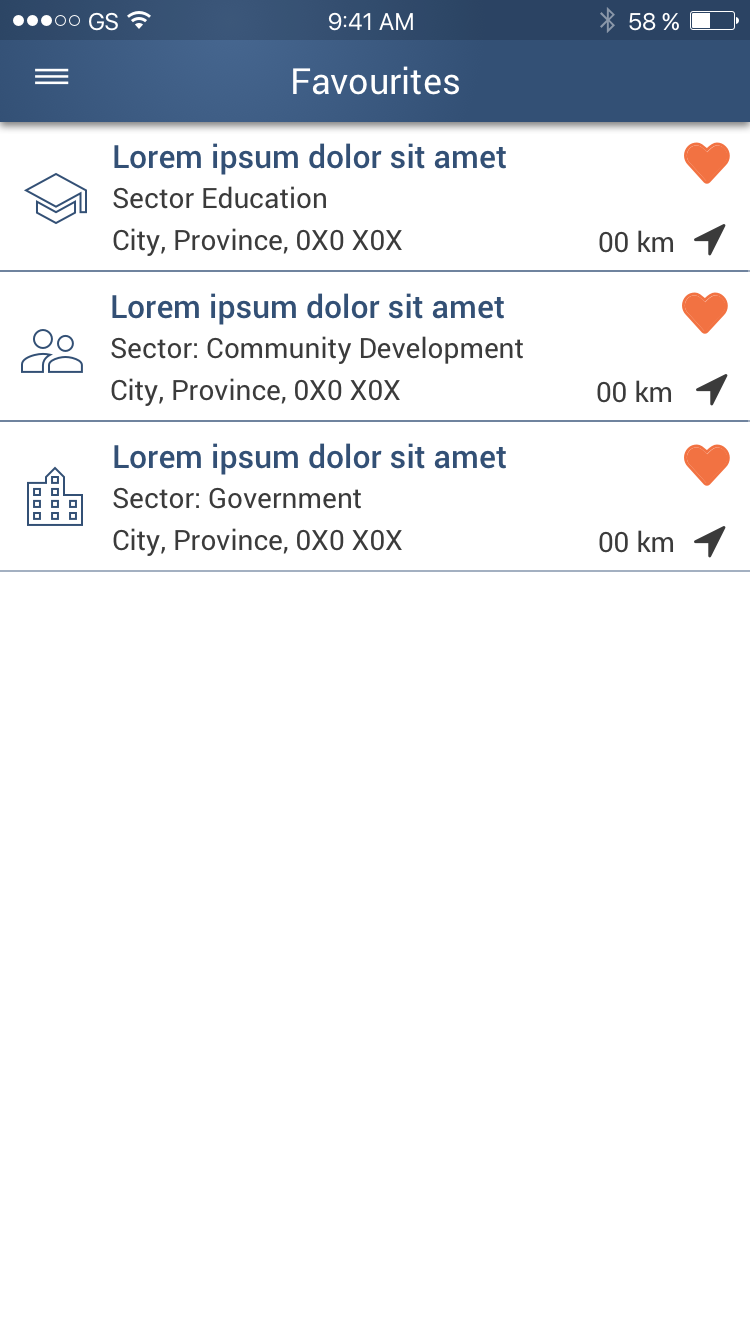 GS 9:41 AM 58 %
Favourites
Lorem ipsum dolor sit amet
Sector Education
City, Province, 0X0 X0X 00 km
Lorem ipsum dolor sit amet
Sector: Community Development
City, Province, 0X0 X0X 00 km
Lorem ipsum dolor sit amet
Sector: Government
City, Province, 0X0 X0X 00 km